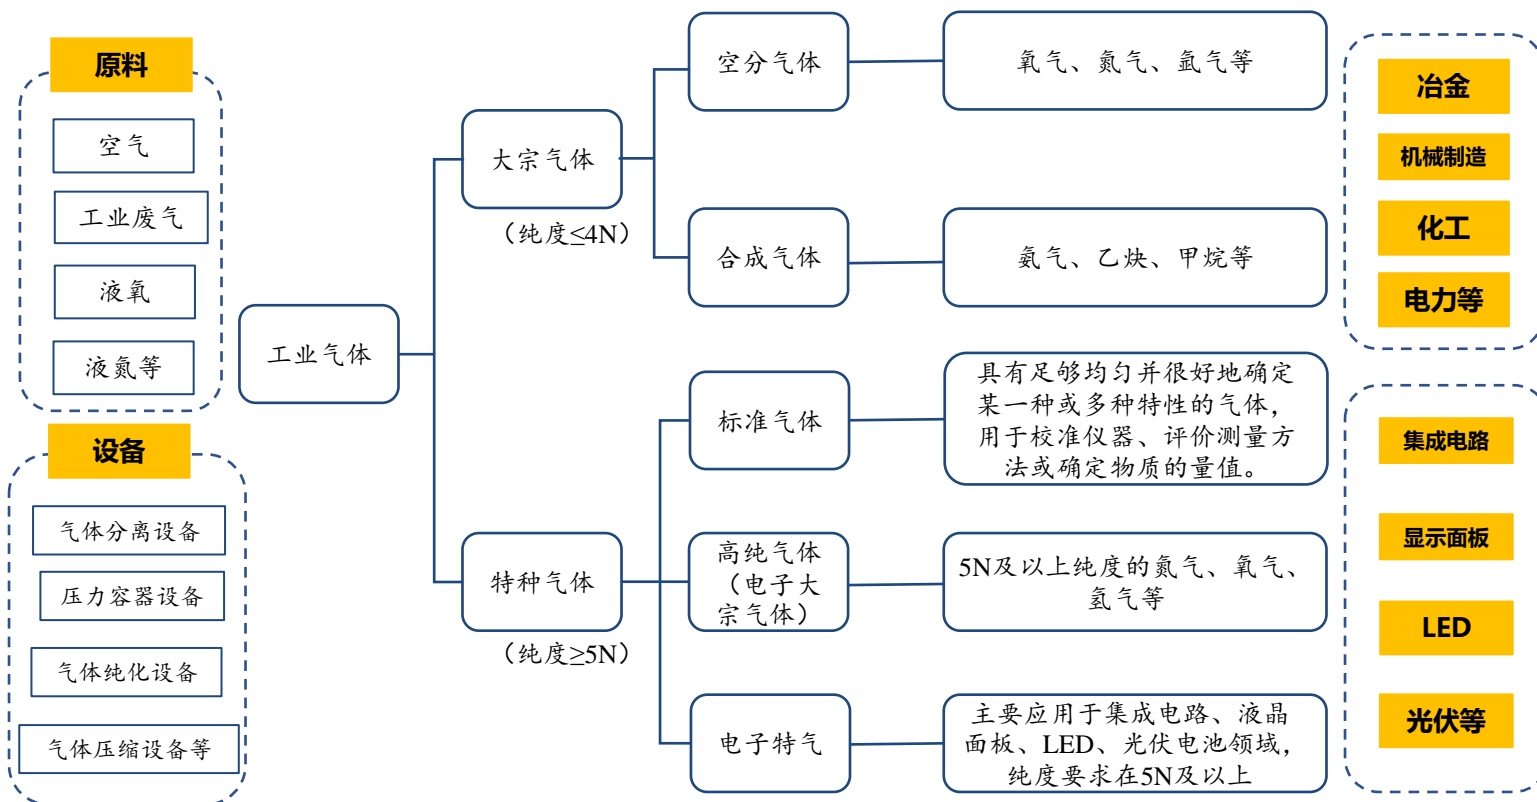 原料
空气
工业废气
液氧
液氮等
设备
气体分离设备
压力容器设备
气体纯化设备
气体压缩设备等
工业气体
大宗气体
（纯度≤4N）
特种气体
（纯度≥5N）
空分气体
合成气体
标准气体
高纯气体
（电子大
宗气体）
电子特气
氧气、氮气、氩气等
氨气、乙炔、甲烷等
具有足够均匀并很好地确定
某一种或多种特性的气体，
用于校准仪器、评价测量方
法或确定物质的量值。
5N及以上纯度的氮气、氧气、
氢气等
主要应用于集成电路、液晶
面板、LED、光伏电池领域，
纯度要求在5N及以上
冶金
机械制造
化工
电力等
集成电路
显示面板
LED
光伏等